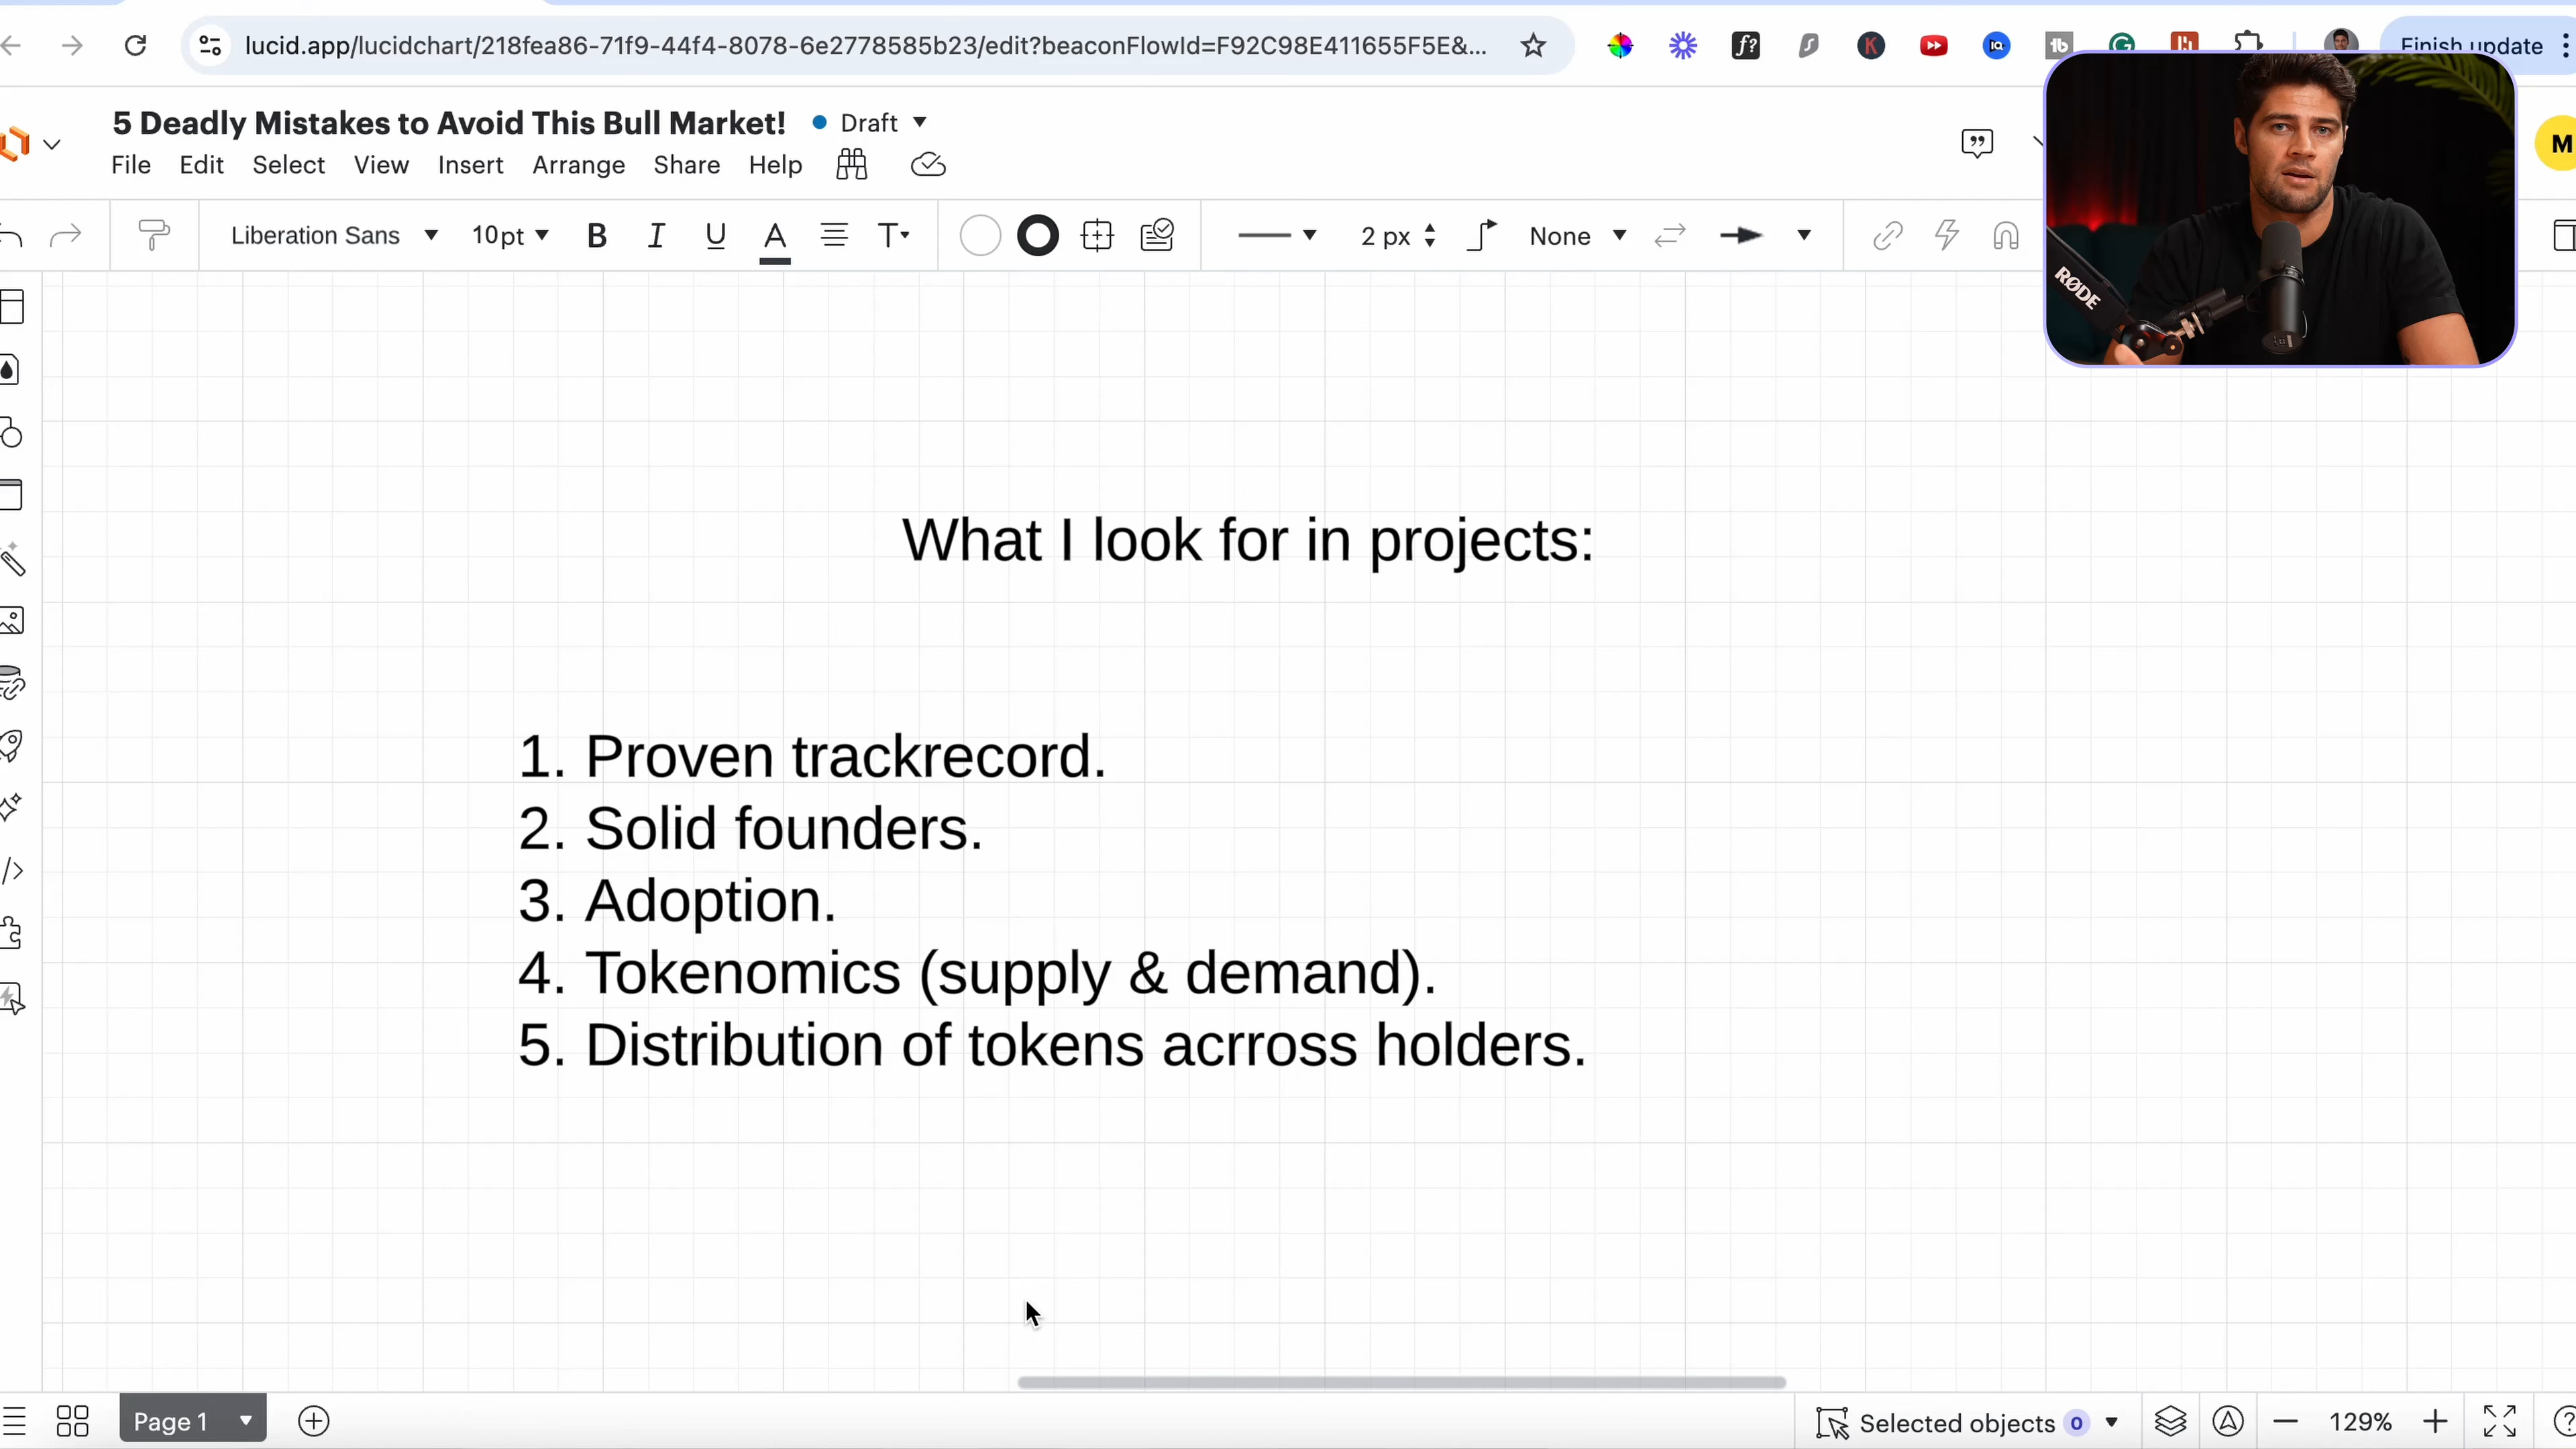 lucid.app/lucidchart/218fea86-71f9-44f4-8078-6e2778585b23/edit?beaconFlowId=F92C98E411655F5E&...
Finish update
5 Deadly Mistakes to Avoid This Bull Market! Draft
File Edit Select View Insert Arrange Share Help
M
Liberation Sans 10pt B I U A T 2 px None
RØDE
What I look for in projects:
1. Proven trackrecord.
2. Solid founders.
3. Adoption.
4. Tokenomics (supply & demand).
5. Distribution of tokens acrross holders.
Page 1 Selected objects 0 129%